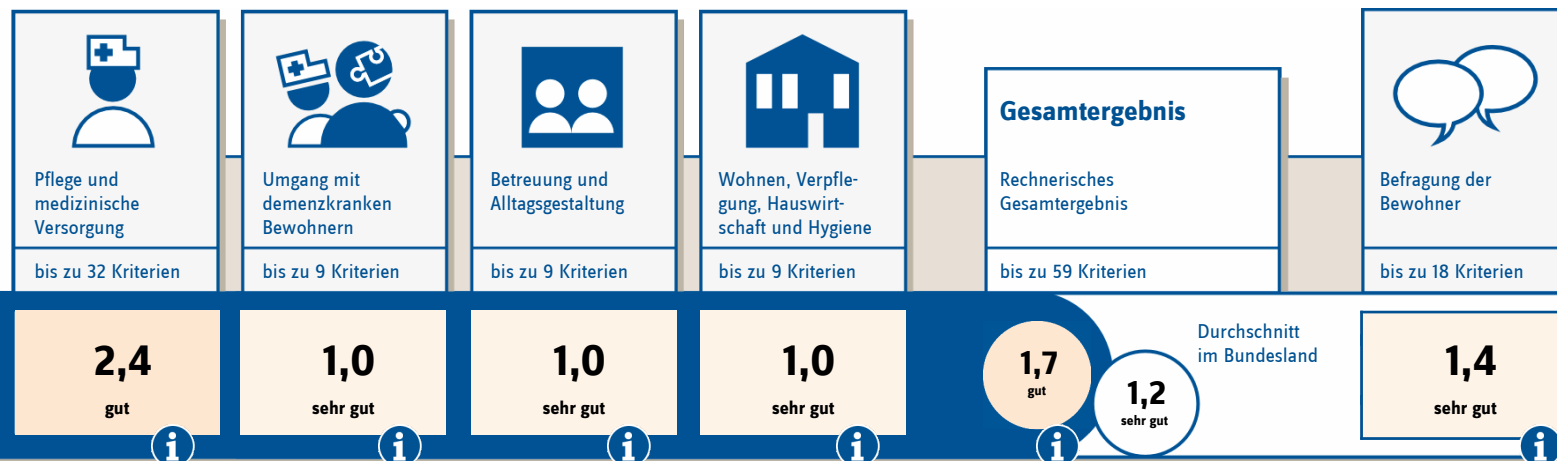 Pflege und
medizinische
Versorgung
bis zu 32 Kriterien
2,4
gut
Umgang mit
demenzkranken
Bewohnern
bis zu 9 Kriterien
1,0
sehr gut
Betreuung und
Alltagsgestaltung
bis zu 9 Kriterien
1,0
sehr gut
Wohnen, Verpfle-
gung, Hauswirt-
schaft und Hygiene
bis zu 9 Kriterien
1,0
sehr gut
Gesamtergebnis
Rechnerisches
Gesamtergebnis
bis zu 59 Kriterien
1,7
gut
Durchschnitt
im Bundesland
1,2
sehr gut
Befragung der
Bewohner
bis zu 18 Kriterien
1,4
sehr gut